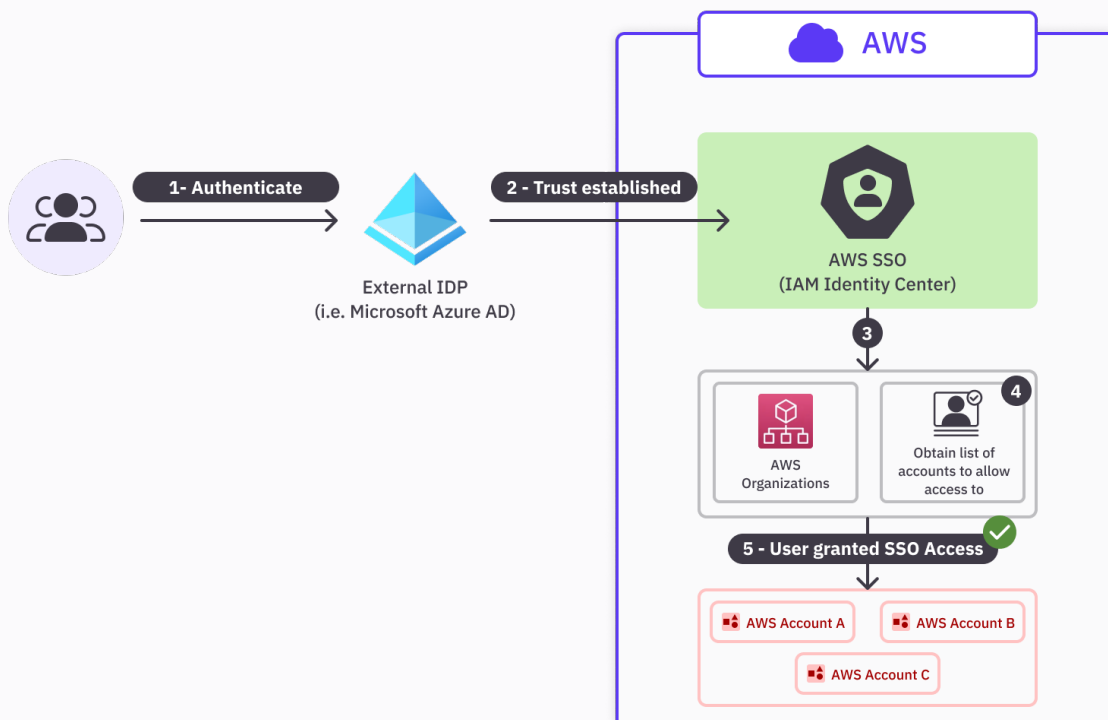 AWS
1- Authenticate
2 - Trust established
External IDP
(i.e. Microsoft Azure AD)
AWS SSO
(IAM Identity Center)
3
4
AWS
Organizations
Obtain list of
accounts to allow
access to
5 - User granted SSO Access
AWS Account A
AWS Account B
AWS Account C